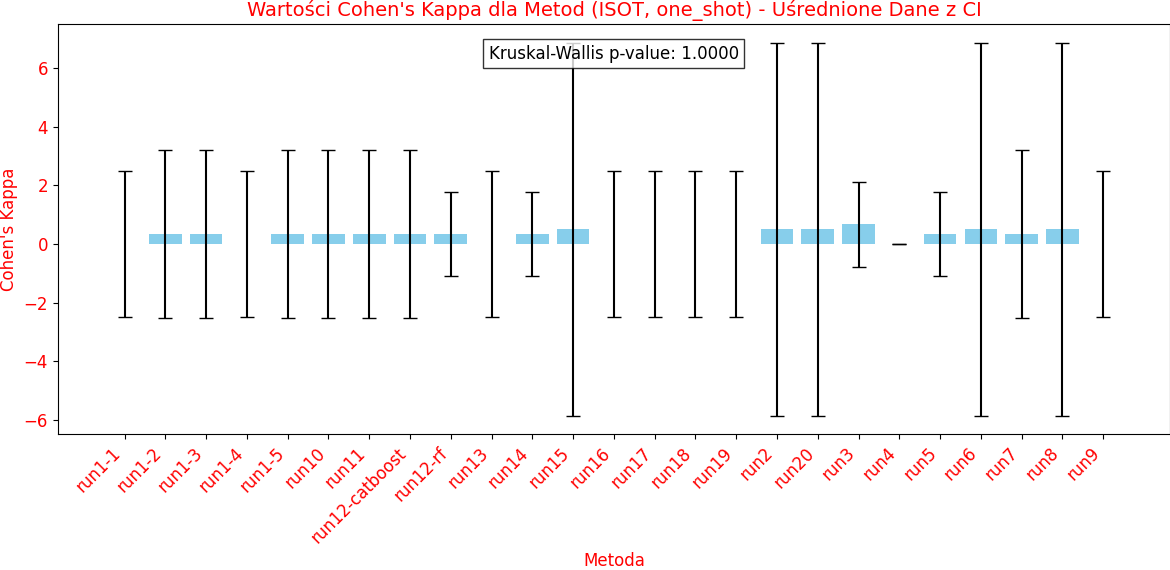 Wartości Cohen's Kappa dla Metod (ISOT, one_shot) - Uśrednione Dane z CI
Kruskal-Wallis p-value: 1.0000
Cohen's Kappa
6
4
2
0
−2
−4
−6
run1-1
run1-2
run1-3
run1-4
run1-5
run10
run11
run12-catboost
run12-rf
run13
run14
run15
run16
run17
run18
run19
run2
run20
run3
run4
run5
run6
run7
run8
run9
Metoda